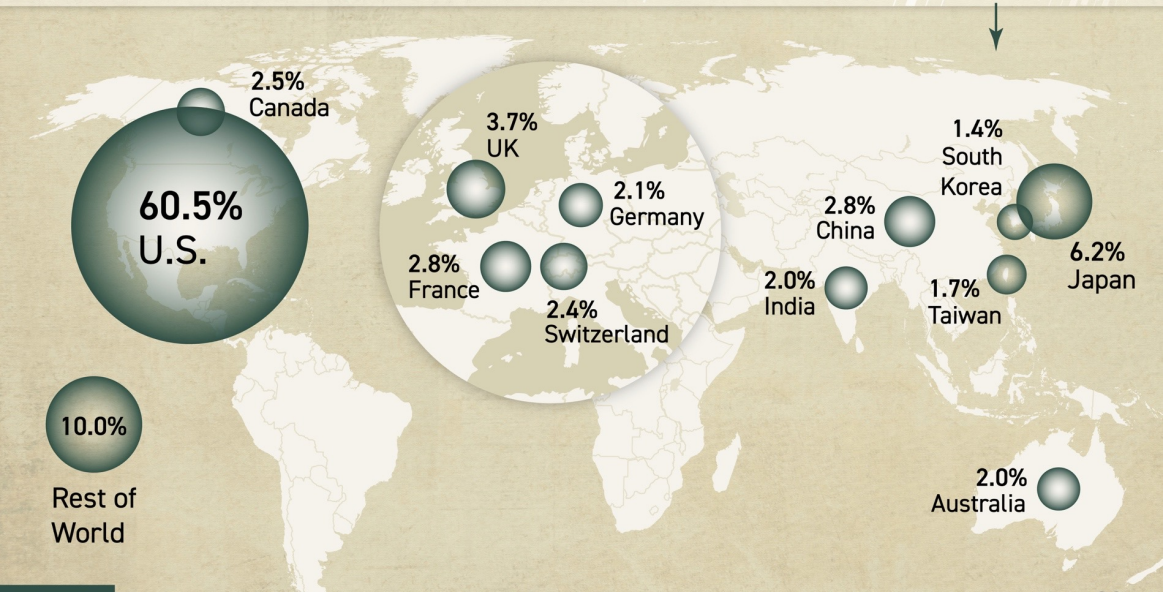 2.5%
Canada
60.5%
U.S.
3.7%
UK
2.1%
Germany
2.8%
France
2.4%
Switzerland
1.4%
South
Korea
2.8%
China
6.2%
Japan
2.0%
India
1.7%
Taiwan
10.0%
Rest of
World
2.0%
Australia